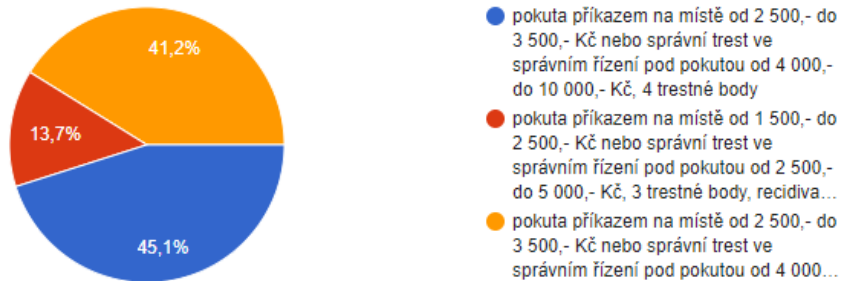 41,2%
13,7%
45,1%
pokuta příkazem na místě od 2 500,- do
3 500,- Kč nebo správní trest ve
správním řízení pod pokutou od 4 000,-
do 10 000,- Kč, 4 trestné body
pokuta příkazem na místě od 1 500,- do
2 500,- Kč nebo správní trest ve
správním řízení pod pokutou od 2 500,-
do 5 000,- Kč, 3 trestné body, recidiva…
pokuta příkazem na místě od 2 500,- do
3 500,- Kč nebo správní trest ve
správním řízení pod pokutou od 4 000…